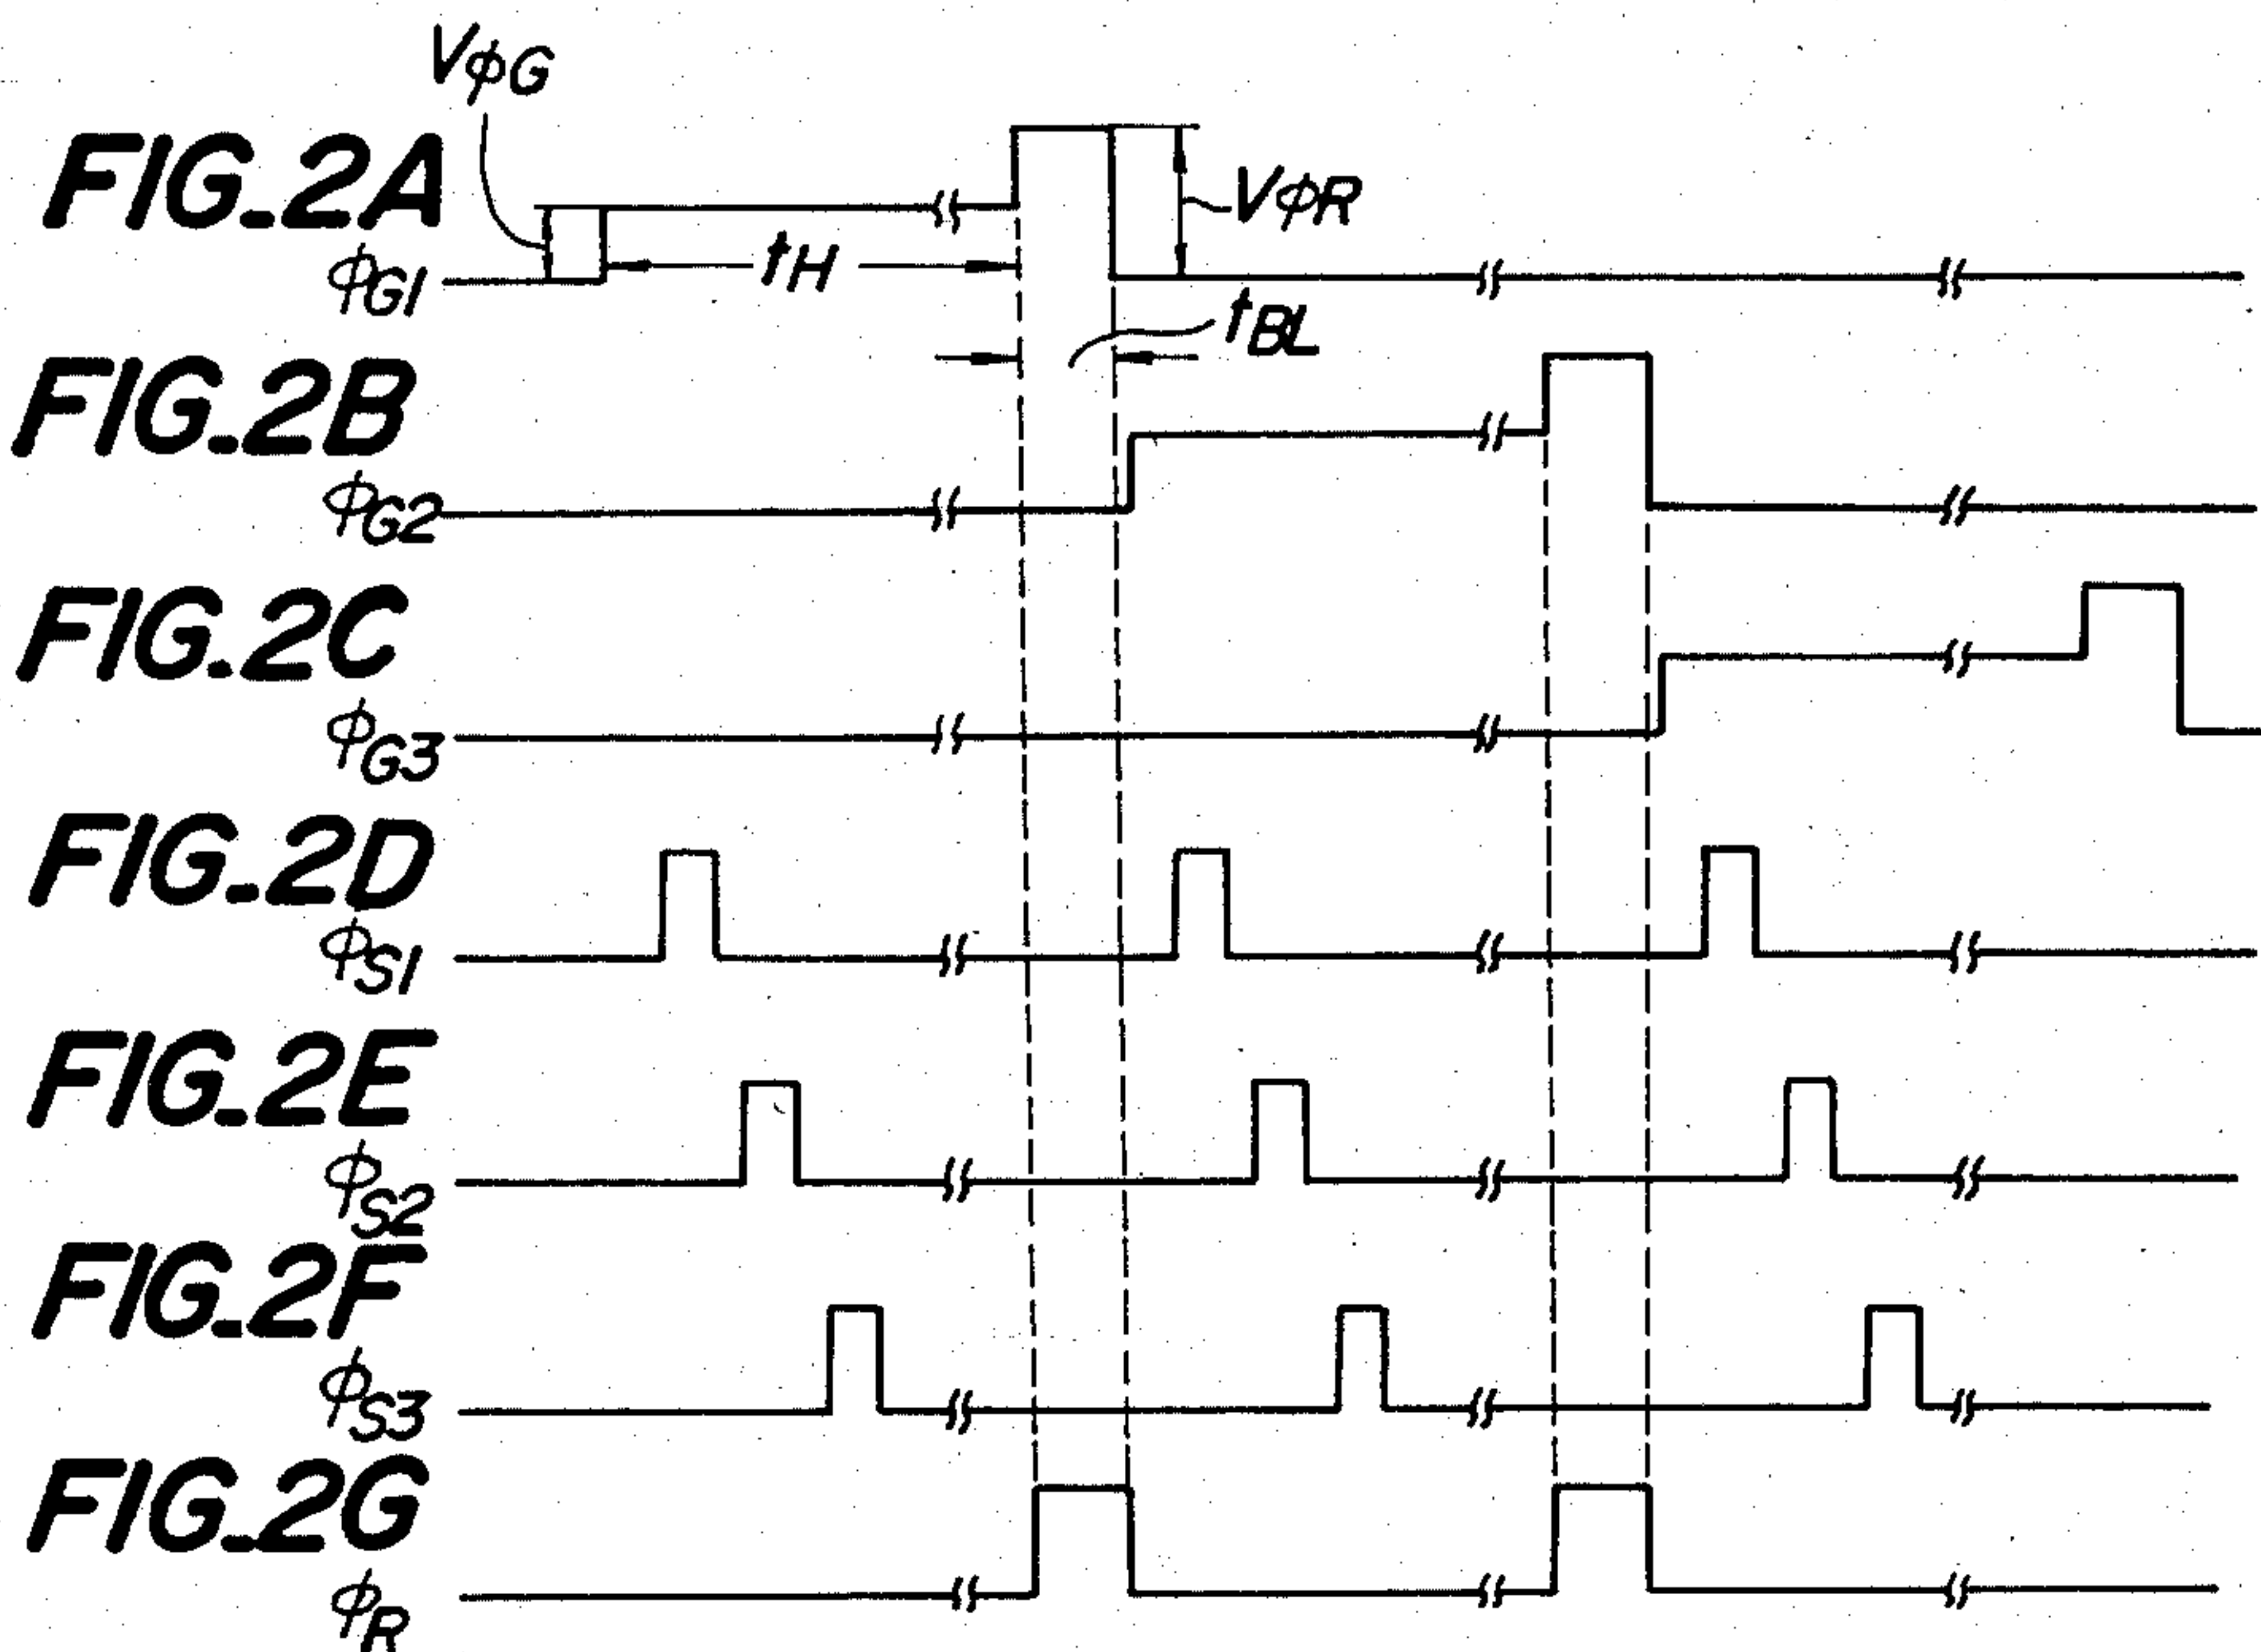 VφG
FIG.2A
VφR
tH
φG1
tBL
FIG.2B
φG2
FIG.2C
φG3
FIG.2D
φS1
FIG.2E
φS2
FIG.2F
φS3
FIG.2G
φR